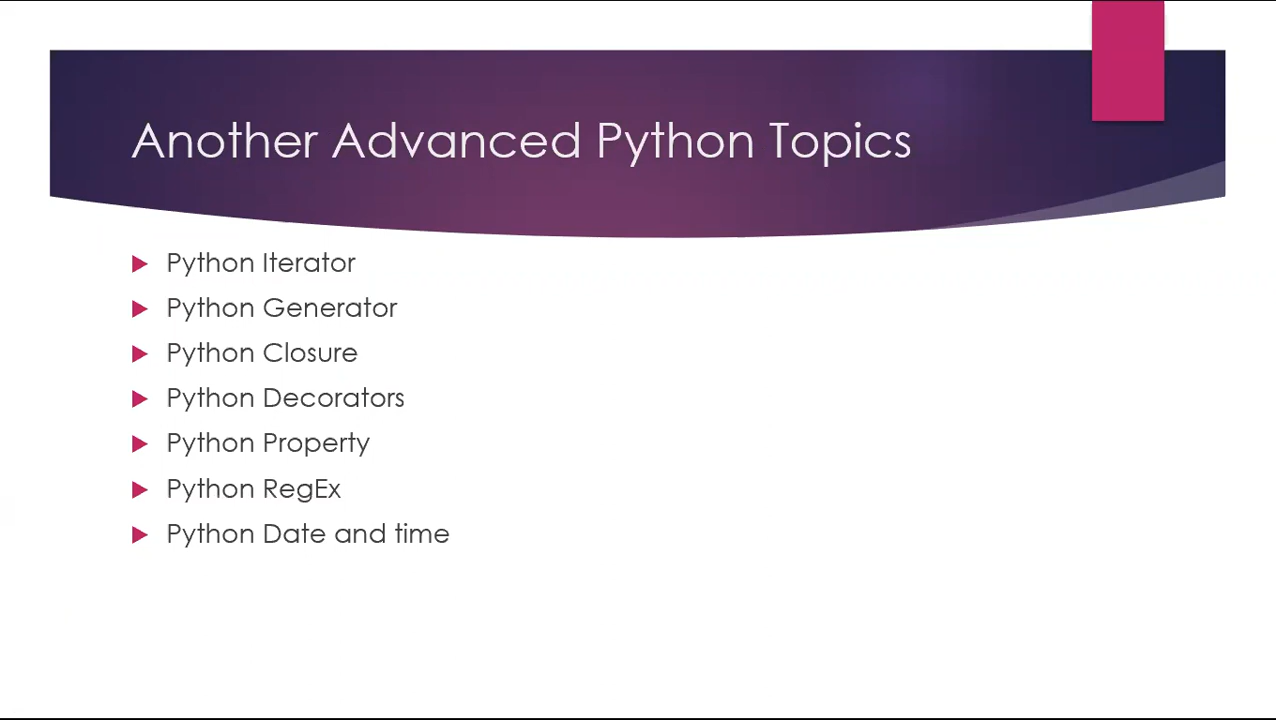 Another Advanced Python Topics
Python Iterator
Python Generator
Python Closure
Python Decorators
Python Property
Python RegEx
Python Date and time